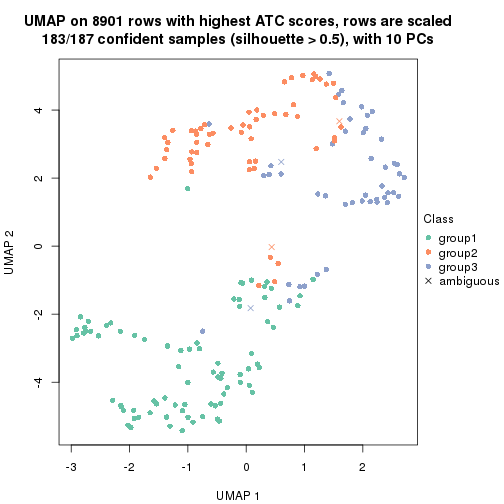 UMAP on 8901 rows with highest ATC scores, rows are scaled
183/187 confident samples (silhouette > 0.5), with 10 PCs
UMAP 2
4
2
0
-2
-4
-3
-2
-1
0
1
2
UMAP 1
Class
group1
group2
group3
ambiguous